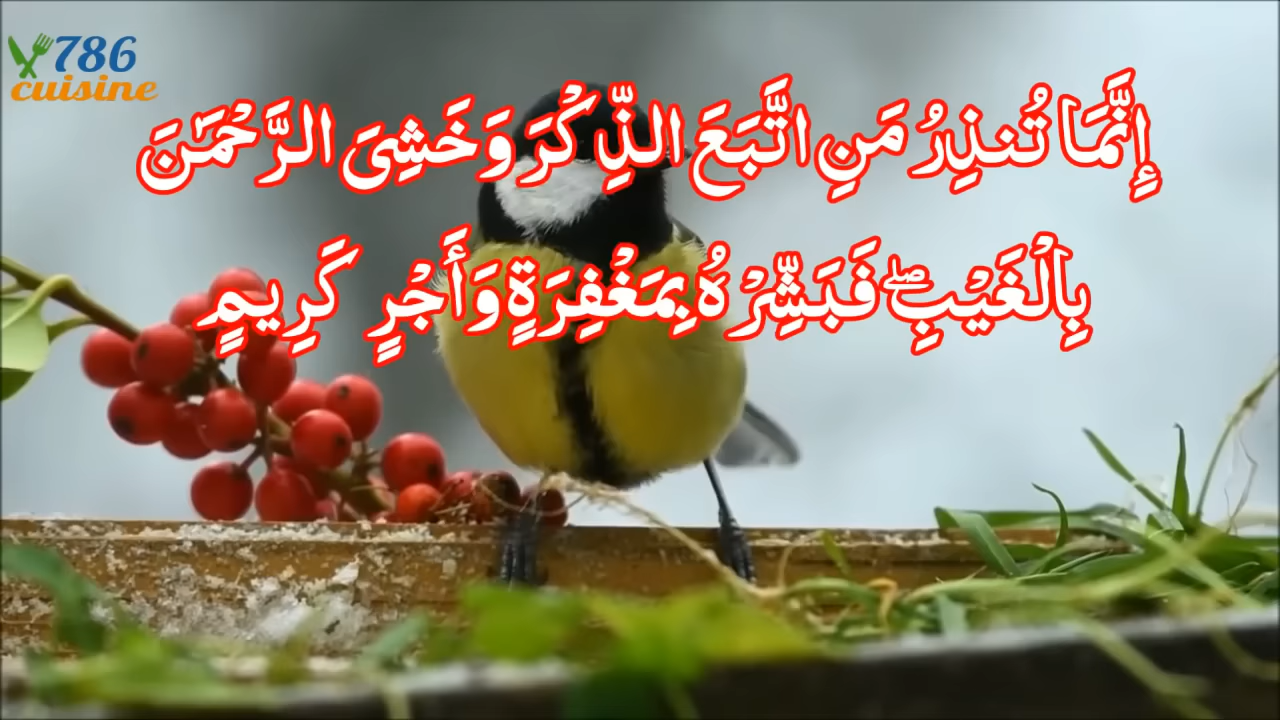 786
cuisine
إِنَّمَا تُنذِرُ مَنِ اتَّبَعَ الذِّكْرَ وَخَشِىَ الرَّحْمَٰنَ
بِالْغَيْبِ ۖ فَبَشِّرْهُ بِمَغْفِرَةٍ وَأَجْرٍ كَرِيمٍ